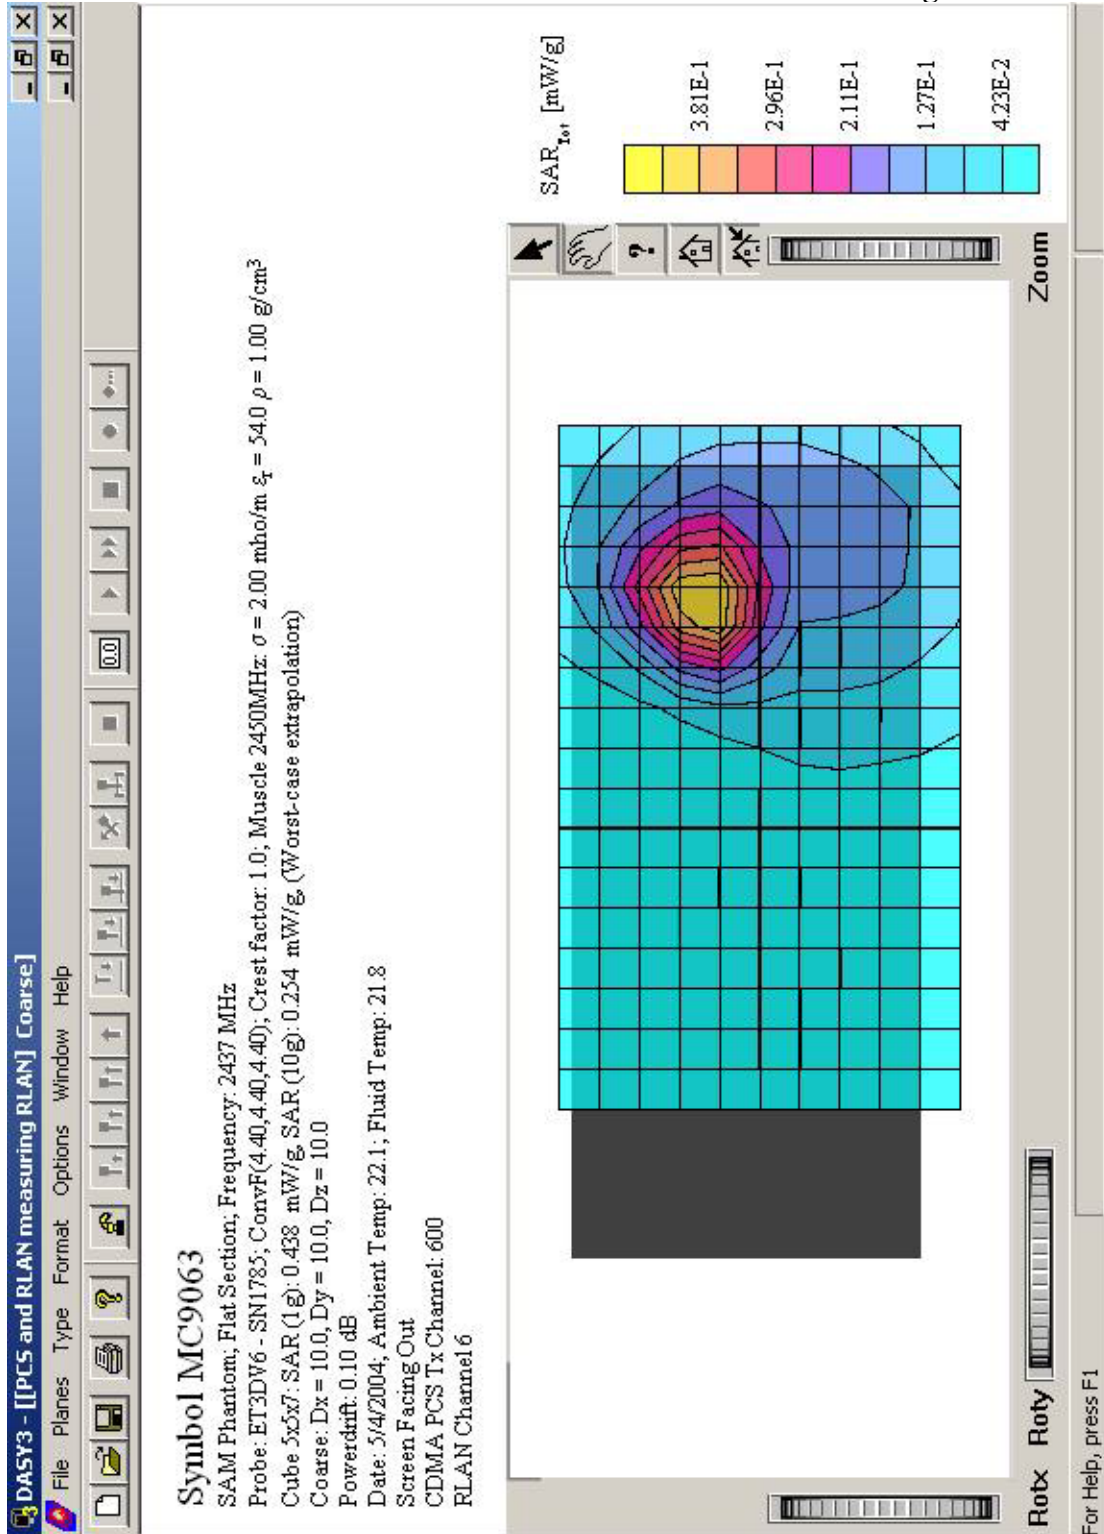 DASY3 - [[PCS and RLAN measuring RLAN] Coarse]
File Planes Type Format Options Window Help
0.0
Symbol MC9063
SAM Phantom; Flat Section; Frequency: 2437 MHz
Probe: ET3DV6 - SN1785; ConvF(4.40,4.40,4.40); Crest factor: 1.0; Muscle 2450MHz: σ = 2.00 mho/m εr = 54.0 ρ = 1.00 g/cm³
Cube 5x5x7: SAR (1g): 0.438 mW/g, SAR (10g): 0.254 mW/g, (Worst-case extrapolation)
Coarse: Dx = 10.0, Dy = 10.0, Dz = 10.0
Powerdrift: 0.10 dB
Date: 5/4/2004; Ambient Temp: 22.1; Fluid Temp: 21.8
Screen Facing Out
CDMA PCS Tx Channel: 600
RLAN Channel 6
SARTot [mW/g]
3.81E-1
2.96E-1
2.11E-1
1.27E-1
4.23E-2
Rotx Roty Zoom
For Help, press F1